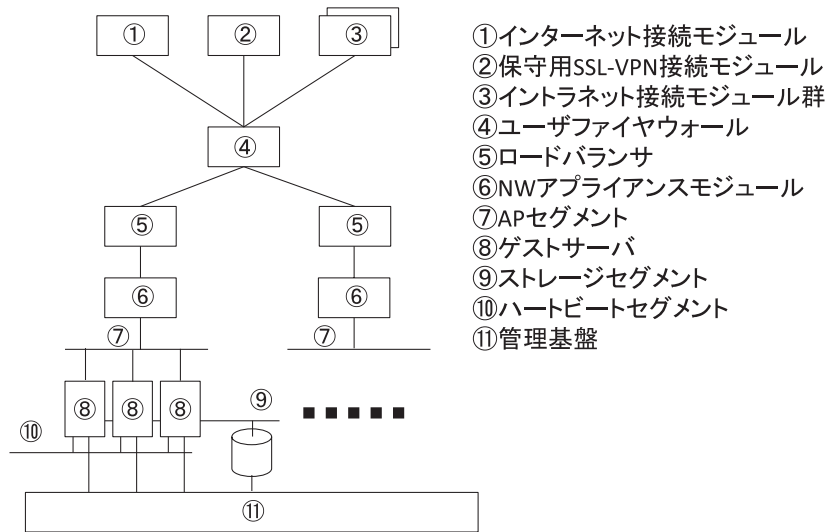 ① ② ③
④
⑤ ⑤
⑥ ⑥
⑦ ⑦
⑧ ⑧ ⑧ ⑨
⑩
⑪
①インターネット接続モジュール
②保守用SSL-VPN接続モジュール
③イントラネット接続モジュール群
④ユーザファイヤウォール
⑤ロードバランサ
⑥NWアプライアンスモジュール
⑦APセグメント
⑧ゲストサーバ
⑨ストレージセグメント
⑩ハートビートセグメント
⑪管理基盤